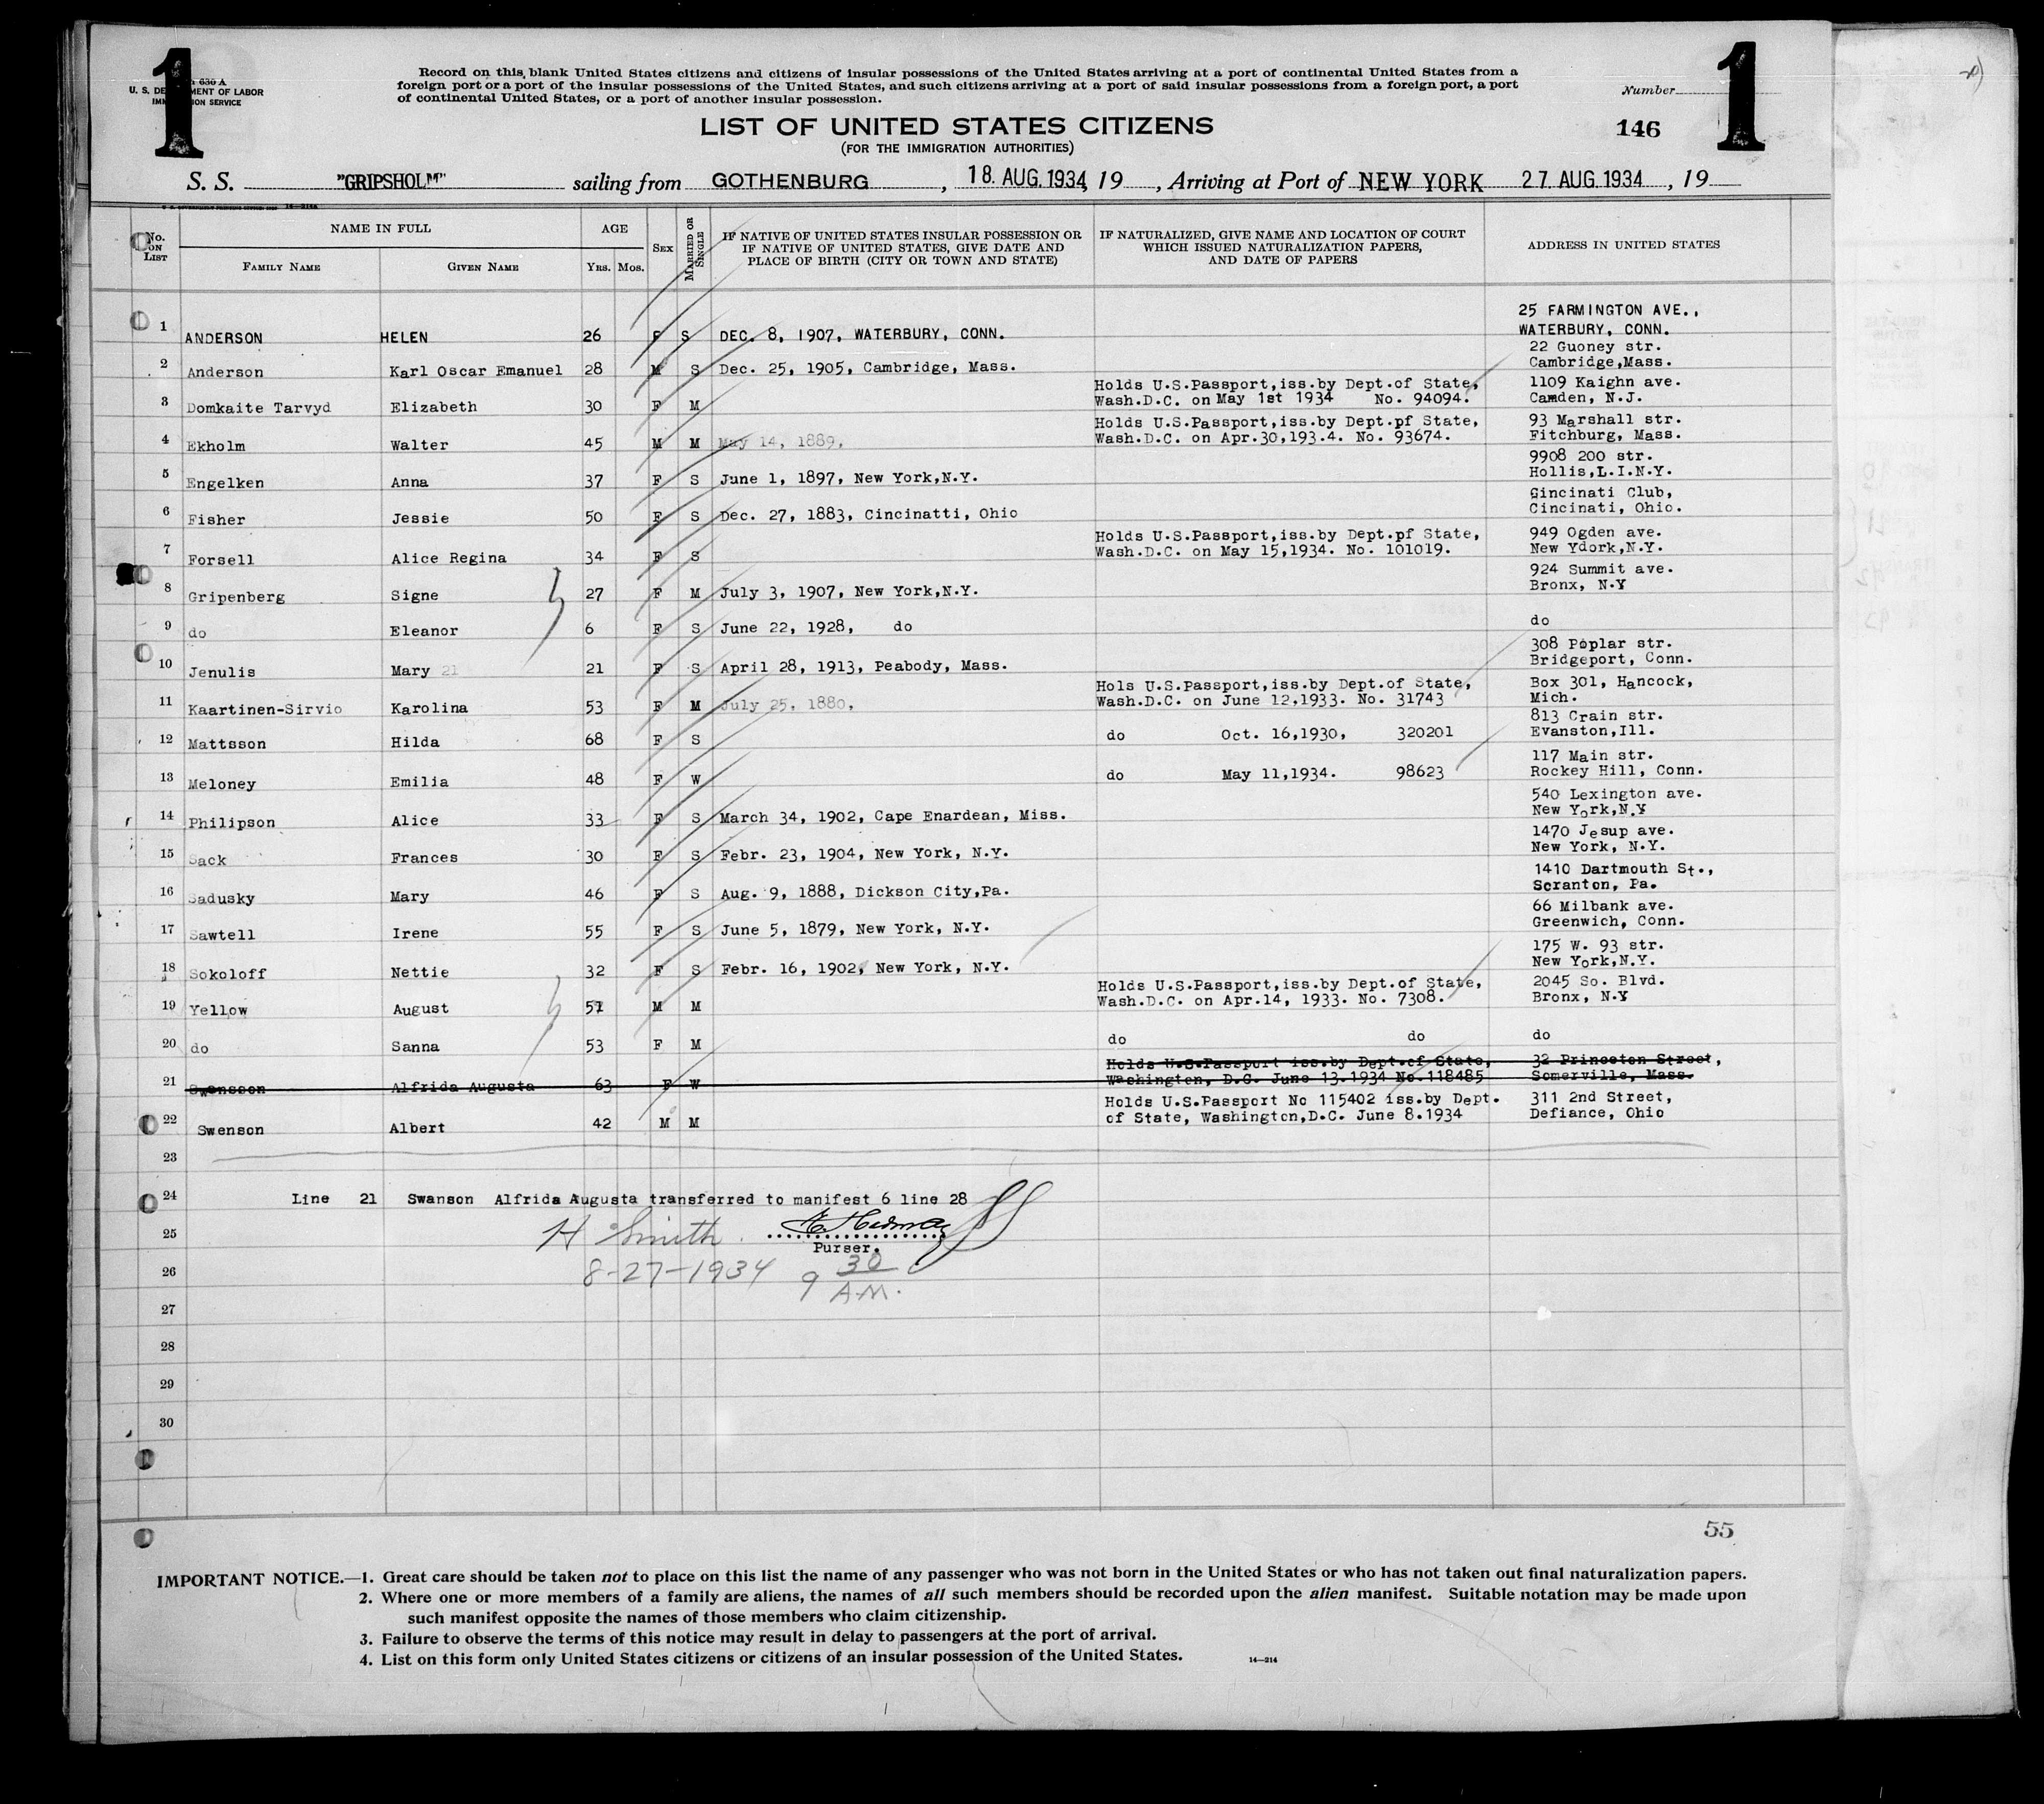 1
1
630 A
U. S. DE MENT OF LABOR
IM ION SERVICE
Record on this blank United States citizens and citizens of insular possessions of the United States arriving at a port of continental United States from a
foreign port or a port of the insular possessions of the United States, and such citizens arriving at a port of said insular possessions from a foreign port, a port
of continental United States, or a port of another insular possession.
Number
146
LIST OF UNITED STATES CITIZENS
(FOR THE IMMIGRATION AUTHORITIES)
S. S. "GRIPSHOLM" sailing from GOTHENBURG , 18. AUG. 1934, 19 , Arriving at Port of NEW YORK 27. AUG. 1934 , 19
No. ON LIST
NAME IN FULL
FAMILY NAME
GIVEN NAME
AGE
YRS. MOS.
SEX
MARRIED OR SINGLE
IF NATIVE OF UNITED STATES INSULAR POSSESSION OR
IF NATIVE OF UNITED STATES, GIVE DATE AND
PLACE OF BIRTH (CITY OR TOWN AND STATE)
IF NATURALIZED, GIVE NAME AND LOCATION OF COURT
WHICH ISSUED NATURALIZATION PAPERS,
AND DATE OF PAPERS
ADDRESS IN UNITED STATES
25 FARMINGTON AVE.,
1 ANDERSON HELEN 26 F S DEC. 8, 1907, WATERBURY, CONN. WATERBURY, CONN.
22 Guoney str.
2 Anderson Karl Oscar Emanuel 28 M S Dec. 25, 1905, Cambridge, Mass. Cambridge,Mass.
Holds U.S.Passport,iss.by Dept.of State, 1109 Kaighn ave.
3 Domkaite Tarvyd Elizabeth 30 F M Wash.D.C. on May 1st 1934 No. 94094. Camden, N.J.
Holds U.S.Passport,iss.by Dept.pf State, 93 Marshall str.
4 Ekholm Walter 45 M M May 14, 1889, Wash.D.C. on Apr.30,193.4. No. 93674. Fitchburg, Mass.
9908 200 str.
5 Engelken Anna 37 F S June 1, 1897, New York,N.Y. Hollis,L.I.N.Y.
Gincinati Club,
6 Fisher Jessie 50 F S Dec. 27, 1883, Cincinatti, Ohio Cincinati, Ohio.
Holds U.S.Passport,iss.by Dept.pf State, 949 Ogden ave.
7 Forsell Alice Regina 34 F S Wash.D.C. on May 15,1934. No. 101019. New Ydork,N.Y.
924 Summit ave.
8 Gripenberg Signe 27 F M July 3, 1907, New York,N.Y. Bronx, N.Y
9 do Eleanor 6 F S June 22, 1928, do do
308 Poplar str.
10 Jenulis Mary 21 21 F S April 28, 1913, Peabody, Mass. Bridgeport, Conn.
Hols U.S.Passport,iss.by Dept.of State, Box 301, Hancock,
11 Kaartinen-Sirvio Karolina 53 F M July 25, 1880, Wash.D.C. on June 12,1933. No. 31743 Mich.
813 Crain str.
12 Mattsson Hilda 68 F S do Oct. 16,1930, 320201 Evanston,Ill.
117 Main str.
13 Meloney Emilia 48 F W do May 11,1934. 98623 Rockey Hill, Conn.
540 Lexington ave.
14 Philipson Alice 33 F S March 34, 1902, Cape Enardean, Miss. New York,N.Y
1470 Jesup ave.
15 Sack Frances 30 F S Febr. 23, 1904, New York, N.Y. New York, N.Y.
1410 Dartmouth St.,
16 Sadusky Mary 46 F S Aug. 9, 1888, Dickson City,Pa. Scranton, Pa.
66 Milbank ave.
17 Sawtell Irene 55 F S June 5, 1879, New York, N.Y. Greenwich, Conn.
175 W. 93 str.
18 Sokoloff Nettie 32 F S Febr. 16, 1902, New York, N.Y. New York,N.Y.
Holds U.S.Passport,iss.by Dept.of State, 2045 So. Blvd.
19 Yellow August M M Wash.D.C. on Apr.14, 1933. No. 7308. Bronx, N.Y
20 do Sanna 53 F M do do do
Holds U.S.Passport iss.by Dept.of State, 32 Princeton Street,
21 Swensson Alfrida Augusta 63 F W Washington, D.C. June 13.1934 No.118485 Somerville, Mass.
Holds U.S.Passport No 115402 iss.by Dept. 311 2nd Street,
22 Swenson Albert 42 M M of State, Washington,D.C. June 8.1934 Defiance, Ohio
23
24 Line 21 Swanson Alfrida Augusta transferred to manifest 6 line 28
25 H Smith
Purser.
26 8-27-1934 9 30 A.M.
27
28
29
30
55
IMPORTANT NOTICE.—1. Great care should be taken not to place on this list the name of any passenger who was not born in the United States or who has not taken out final naturalization papers.
2. Where one or more members of a family are aliens, the names of all such members should be recorded upon the alien manifest. Suitable notation may be made upon
such manifest opposite the names of those members who claim citizenship.
3. Failure to observe the terms of this notice may result in delay to passengers at the port of arrival.
4. List on this form only United States citizens or citizens of an insular possession of the United States.
14—214